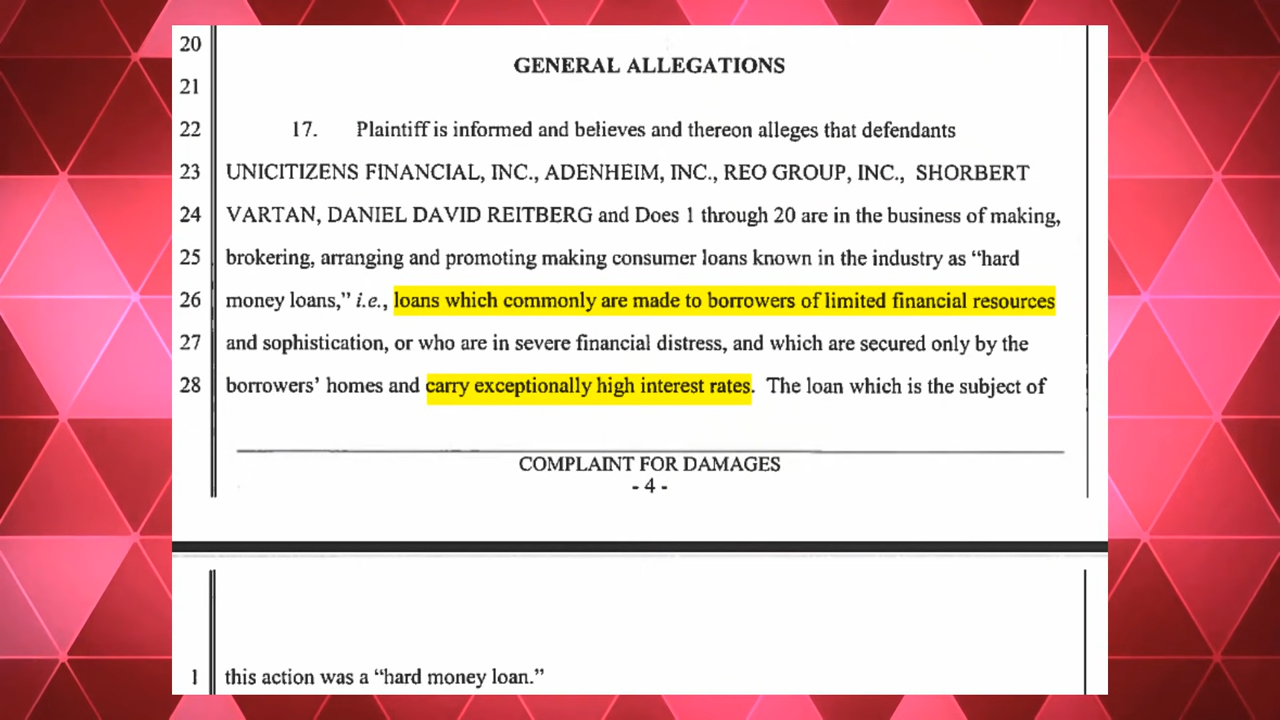 20
GENERAL ALLEGATIONS
21
22 17. Plaintiff is informed and believes and thereon alleges that defendants
23 UNICITIZENS FINANCIAL, INC., ADENHEIM, INC., REO GROUP, INC., SHORBERT
24 VARTAN, DANIEL DAVID REITBERG and Does 1 through 20 are in the business of making,
25 brokering, arranging and promoting making consumer loans known in the industry as “hard
26 money loans,” i.e., loans which commonly are made to borrowers of limited financial resources
27 and sophistication, or who are in severe financial distress, and which are secured only by the
28 borrowers’ homes and carry exceptionally high interest rates. The loan which is the subject of
COMPLAINT FOR DAMAGES
- 4 -
1 this action was a “hard money loan.”